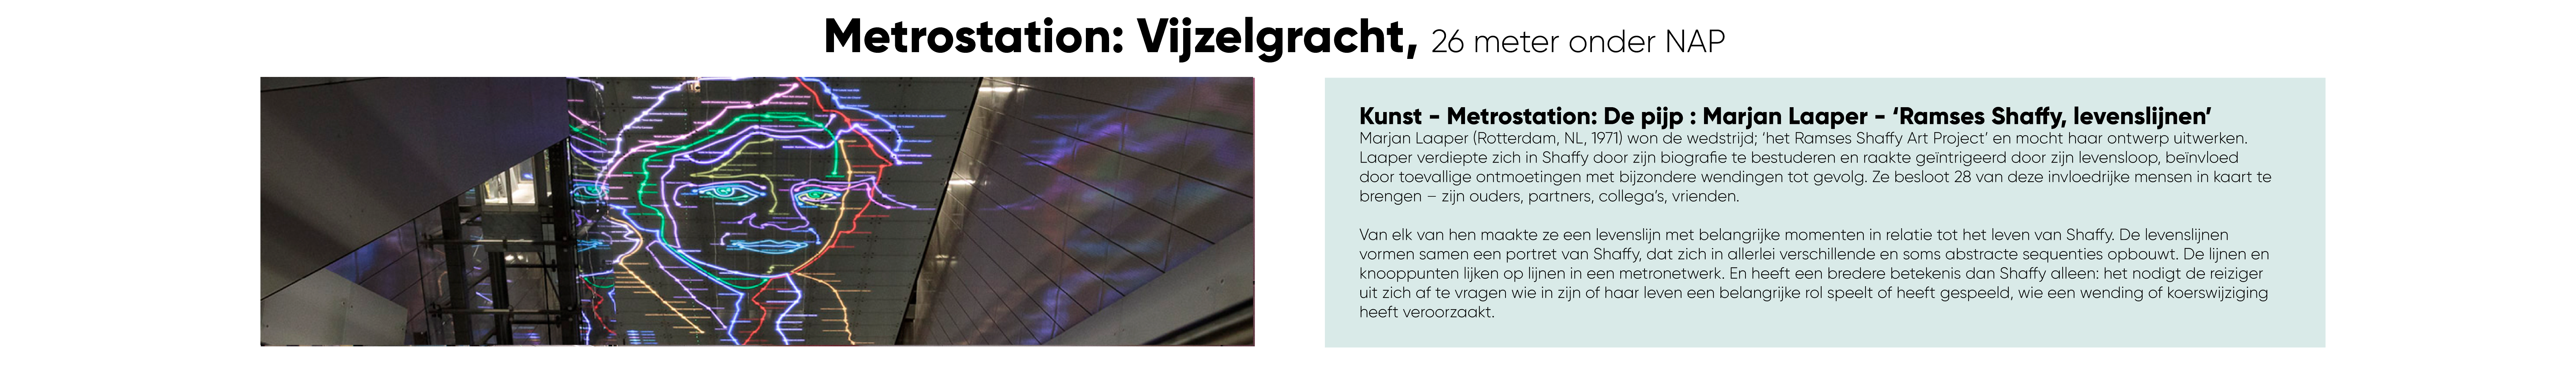 Metrostation: Vijzelgracht, 26 meter onder NAP
Kunst - Metrostation: De pijp : Marjan Laaper - ‘Ramses Shaffy, levenslijnen’
Marjan Laaper (Rotterdam, NL, 1971) won de wedstrijd; ‘het Ramses Shaffy Art Project’ en mocht haar ontwerp uitwerken.
Laaper verdiepte zich in Shaffy door zijn biografie te bestuderen en raakte geïntrigeerd door zijn levensloop, beïnvloed
door toevallige ontmoetingen met bijzondere wendingen tot gevolg. Ze besloot 28 van deze invloedrijke mensen in kaart te
brengen – zijn ouders, partners, collega’s, vrienden.
Van elk van hen maakte ze een levenslijn met belangrijke momenten in relatie tot het leven van Shaffy. De levenslijnen
vormen samen een portret van Shaffy, dat zich in allerlei verschillende en soms abstracte sequenties opbouwt. De lijnen en
knooppunten lijken op lijnen in een metronetwerk. En heeft een bredere betekenis dan Shaffy alleen: het nodigt de reiziger
uit zich af te vragen wie in zijn of haar leven een belangrijke rol speelt of heeft gespeeld, wie een wending of koerswijziging
heeft veroorzaakt.